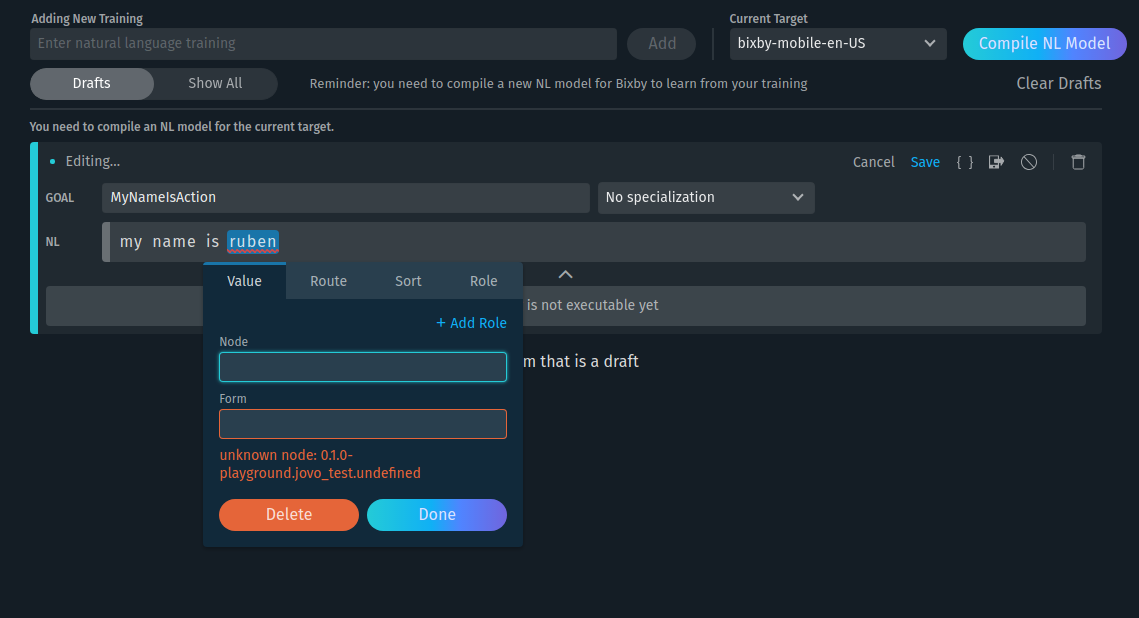 Adding New Training
Current Target
Enter natural language training
Add
bixby-mobile-en-US
Compile NL Model
Drafts
Show All
Reminder: you need to compile a new NL model for Bixby to learn from your training
Clear Drafts
You need to compile an NL model for the current target.
Editing...
Cancel
Save
{ }
GOAL
MyNameIsAction
No specialization
NL
my name is ruben
Value
Route
Sort
Role
is not executable yet
+ Add Role
Node
m that is a draft
Form
unknown node: 0.1.0-
playground.jovo_test.undefined
Delete
Done